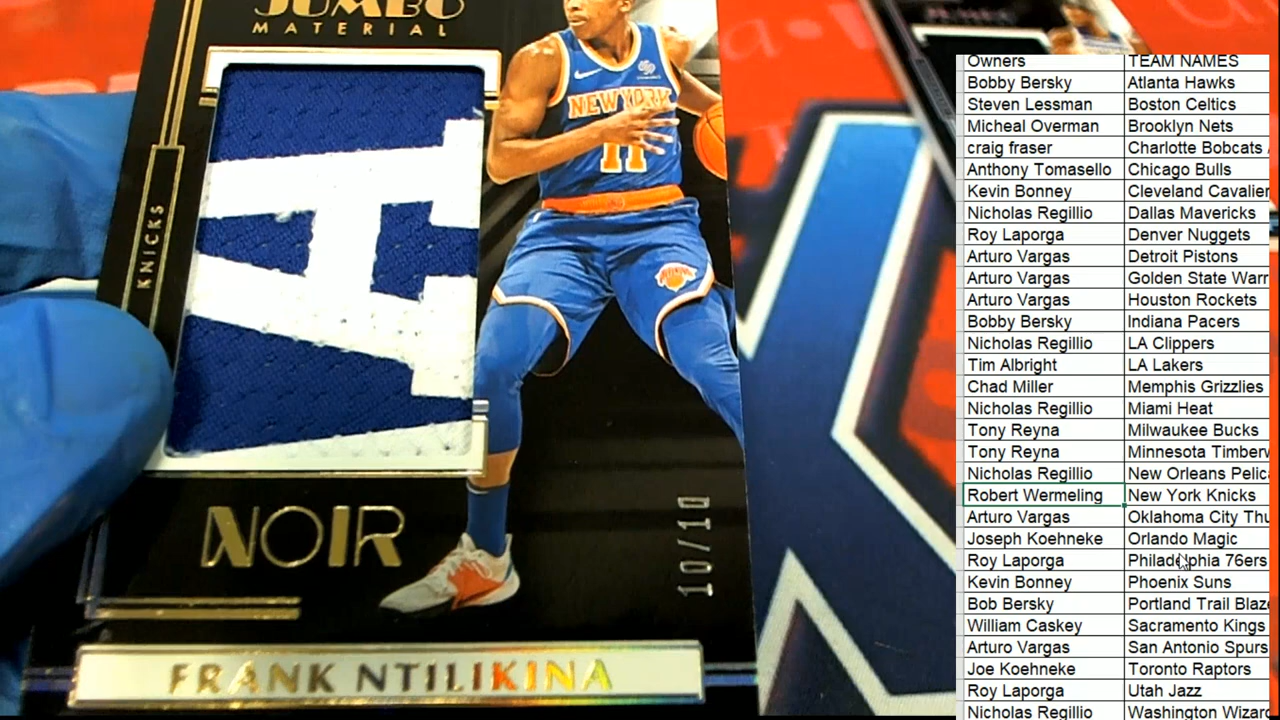 JUMBO
MATERIAL
KNICKS
NEW YORK
11
NOIR
10/10
FRANK NTILIKINA
Owners TEAM NAMES
Bobby Bersky Atlanta Hawks
Steven Lessman Boston Celtics
Micheal Overman Brooklyn Nets
craig fraser Charlotte Bobcats
Anthony Tomasello Chicago Bulls
Kevin Bonney Cleveland Cavalier
Nicholas Regillio Dallas Mavericks
Roy Laporga Denver Nuggets
Arturo Vargas Detroit Pistons
Arturo Vargas Golden State Warr
Arturo Vargas Houston Rockets
Bobby Bersky Indiana Pacers
Nicholas Regillio LA Clippers
Tim Albright LA Lakers
Chad Miller Memphis Grizzlies
Nicholas Regillio Miami Heat
Tony Reyna Milwaukee Bucks
Tony Reyna Minnesota Timberw
Nicholas Regillio New Orleans Pelica
Robert Wermeling New York Knicks
Arturo Vargas Oklahoma City Thu
Joseph Koehneke Orlando Magic
Roy Laporga Philadelphia 76ers
Kevin Bonney Phoenix Suns
Bob Bersky Portland Trail Blaze
William Caskey Sacramento Kings
Arturo Vargas San Antonio Spurs
Joe Koehneke Toronto Raptors
Roy Laporga Utah Jazz
Nicholas Regillio Washington Wizard